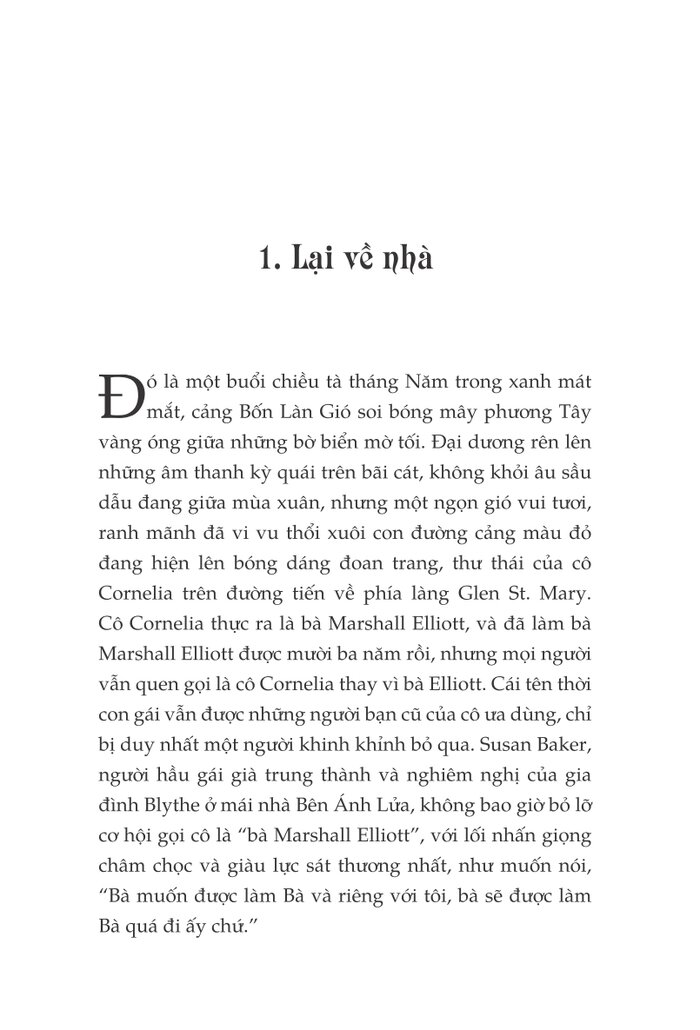 1. Lại về nhà
Đó là một buổi chiều tà tháng Năm trong xanh mát
mắt, cảng Bốn Làn Gió soi bóng mây phương Tây
vàng óng giữa những bờ biển mờ tối. Đại dương rên lên
những âm thanh kỳ quái trên bãi cát, không khỏi âu sầu
dẫu đang giữa mùa xuân, nhưng một ngọn gió vui tươi,
ranh mãnh đã vi vu thổi xuôi con đường cảng màu đỏ
đang hiện lên bóng dáng đoan trang, thư thái của cô
Cornelia trên đường tiến về phía làng Glen St. Mary.
Cô Cornelia thực ra là bà Marshall Elliott, và đã làm bà
Marshall Elliott được mười ba năm rồi, nhưng mọi người
vẫn quen gọi là cô Cornelia thay vì bà Elliott. Cái tên thời
con gái vẫn được những người bạn cũ của cô ưa dùng, chỉ
bị duy nhất một người khinh khỉnh bỏ qua. Susan Baker,
người hầu gái già trung thành và nghiêm nghị của gia
đình Blythe ở mái nhà Bên Ánh Lửa, không bao giờ bỏ lỡ
cơ hội gọi cô là “bà Marshall Elliott”, với lối nhấn giọng
châm chọc và giàu lực sát thương nhất, như muốn nói,
“Bà muốn được làm Bà và riêng với tôi, bà sẽ được làm
Bà quá đi ấy chứ.”